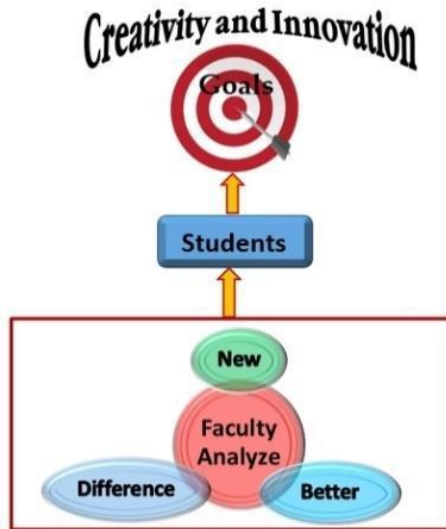 Creativity and Innovation
Goals
Students
New
Faculty
Analyze
Difference
Better